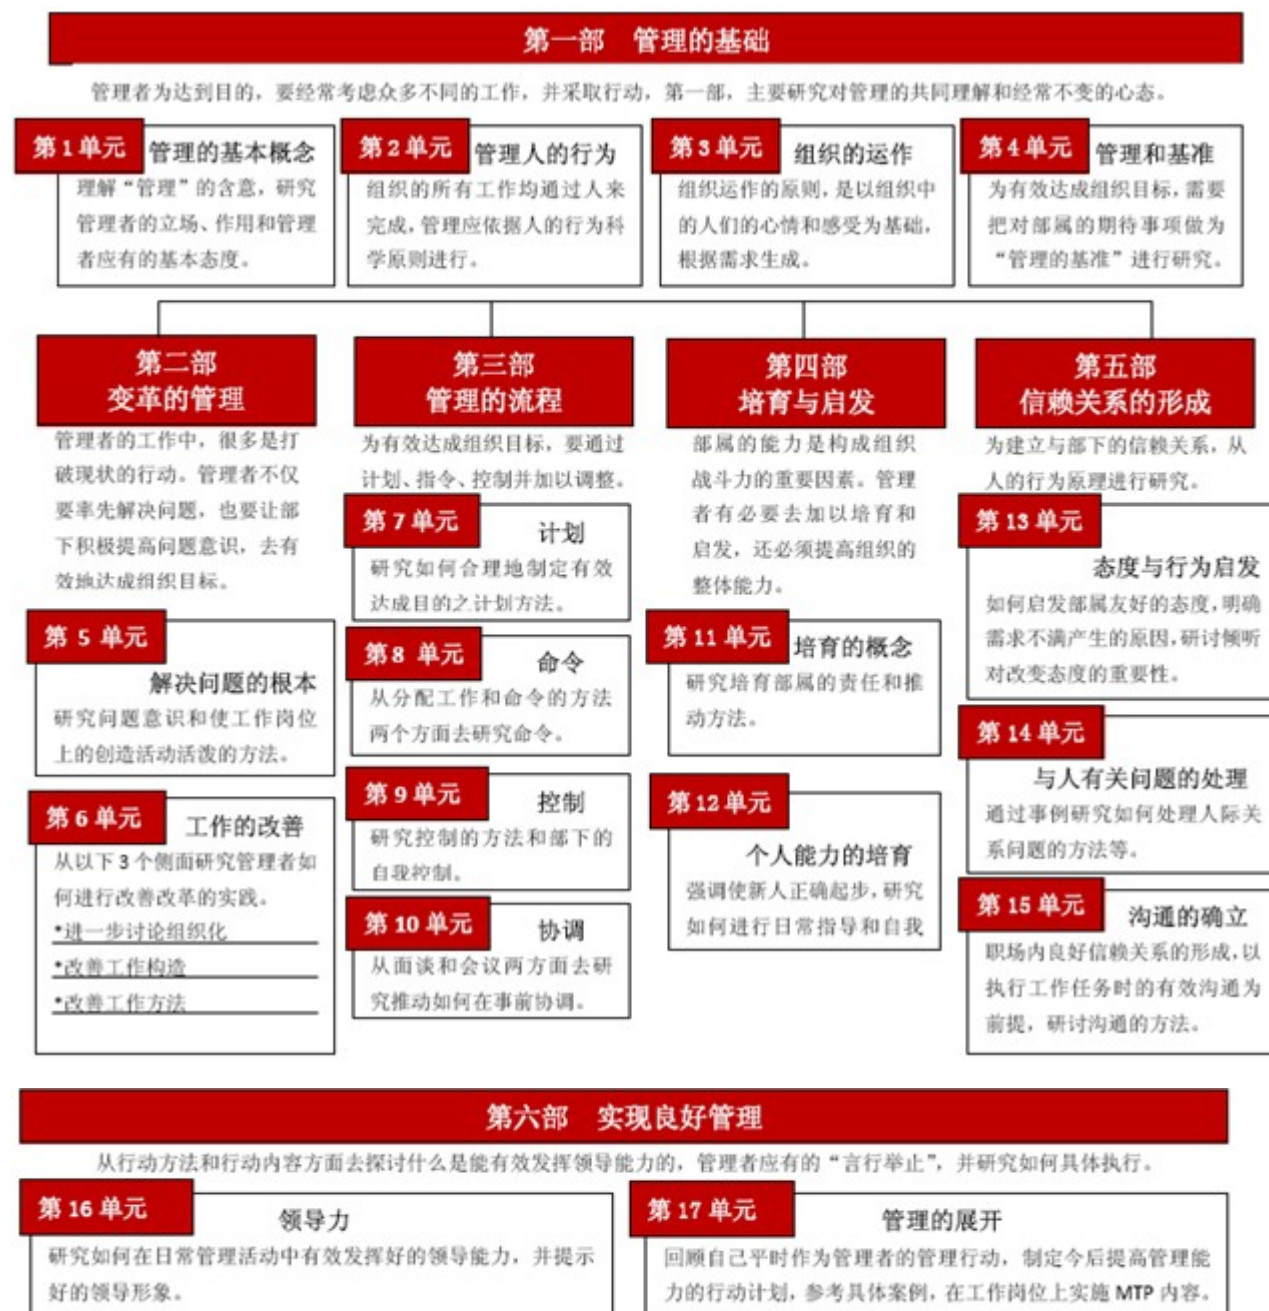 第一部 管理的基础
管理者为达到目的，要经常考虑众多不同的工作，并采取行动，第一部，主要研究对管理的共同理解和经常不变的心态。
第1单元
管理的基本概念
理解“管理”的含意，研究
管理者的立场、作用和管理
者应有的基本态度。
第2单元
管理人的行为
组织的所有工作均通过人来
完成，管理应依据人的行为科
学原则进行。
第3单元
组织的运作
组织运作的原则，是以组织中
的人们的心情和感受为基础，
根据需求生成。
第4单元
管理和基准
为有效达成组织目标，需要
把对部属的期待事项做为
“管理的基准”进行研究。
第二部
变革的管理
管理者的工作中，很多是打
破现状的行动。管理者不仅
要率先解决问题，也要让部
下积极提高问题意识，去有
效地达成组织目标。
第 5 单元
解决问题的根本
研究问题意识和使工作岗位
上的创造活动活泼的方法。
第6单元
工作的改善
从以下3个侧面研究管理者如
何进行改善改革的实践。
*进一步讨论组织化
*改善工作构造
*改善工作方法
第三部
管理的流程
为有效达成组织目标，要通过
计划、指令、控制并加以调整。
第7单元
计划
研究如何合理地制定有效
达成目的之计划方法。
第8 单元
命令
从分配工作和命令的方法
两个方面去研究命令。
第9单元
控制
研究控制的方法和部下的
自我控制。
第10单元
协调
从面谈和会议两方面去研
究推动如何在事前协调。
第四部
培育与启发
部属的能力是构成组织
战斗力的重要因素。管理
者有必要去加以培育和
启发，还必须提高组织的
整体能力。
第11单元
培育的概念
研究培育部属的责任和推
动方法。
第12单元
个人能力的培育
强调使新人正确起步，研究
如何进行日常指导和自我
第五部
信赖关系的形成
为建立与部下的信赖关系，从
人的行为原理进行研究。
第13单元
态度与行为启发
如何启发部属友好的态度，明确
需求不满产生的原因，研讨倾听
对改变态度的重要性。
第14单元
与人有关问题的处理
通过事例研究如何处理人际关
系问题的方法等。
第15单元
沟通的确立
职场内良好信赖关系的形成，以
执行工作任务时的有效沟通为
前提，研讨沟通的方法。
第六部 实现良好管理
从行动方法和行动内容方面去探讨什么是能有效发挥领导能力的，管理者应有的“言行举止”，并研究如何具体执行。
第16单元
领导力
研究如何在日常管理活动中有效发挥好的领导能力，并提示
好的领导形象。
第17单元
管理的展开
回顾自己平时作为管理者的管理行动，制定今后提高管理能
力的行动计划，参考具体案例，在工作岗位上实施MTP内容。